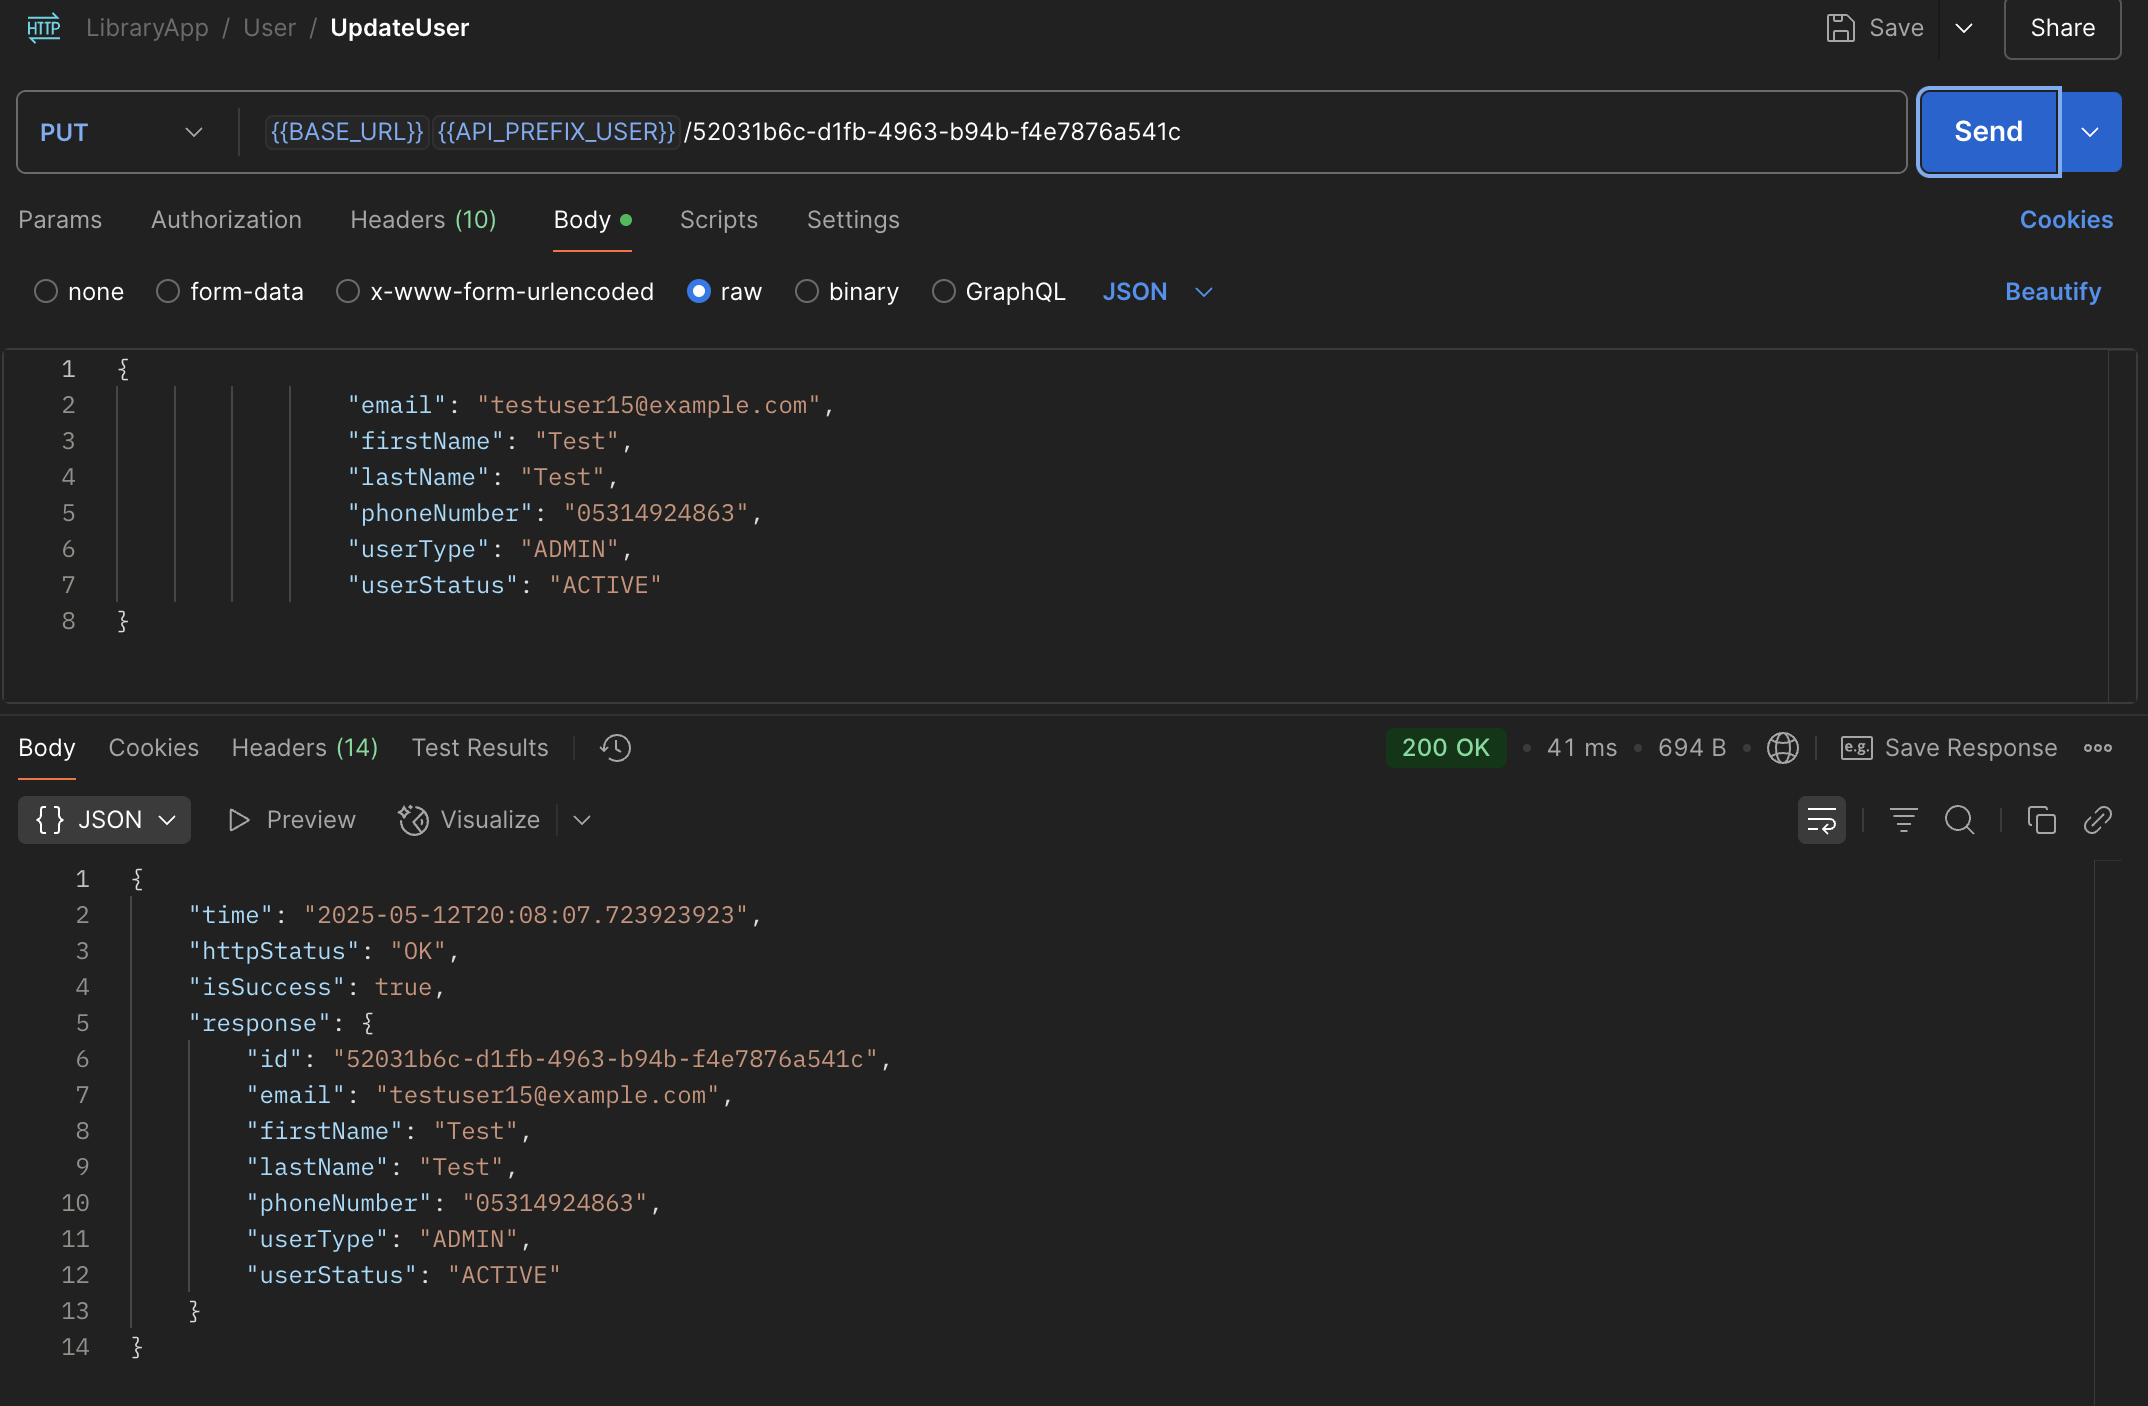 HTTP LibraryApp / User / UpdateUser Save Share
PUT {{BASE_URL}} {{API_PREFIX_USER}} /52031b6c-d1fb-4963-b94b-f4e7876a541c Send
Params Authorization Headers (10) Body Scripts Settings Cookies
none form-data x-www-form-urlencoded raw binary GraphQL JSON Beautify
1 {
2 "email": "testuser15@example.com",
3 "firstName": "Test",
4 "lastName": "Test",
5 "phoneNumber": "05314924863",
6 "userType": "ADMIN",
7 "userStatus": "ACTIVE"
8 }
Body Cookies Headers (14) Test Results 200 OK • 41 ms • 694 B • e.g. Save Response
{} JSON Preview Visualize
1 {
2 "time": "2025-05-12T20:08:07.723923923",
3 "httpStatus": "OK",
4 "isSuccess": true,
5 "response": {
6 "id": "52031b6c-d1fb-4963-b94b-f4e7876a541c",
7 "email": "testuser15@example.com",
8 "firstName": "Test",
9 "lastName": "Test",
10 "phoneNumber": "05314924863",
11 "userType": "ADMIN",
12 "userStatus": "ACTIVE"
13 }
14 }